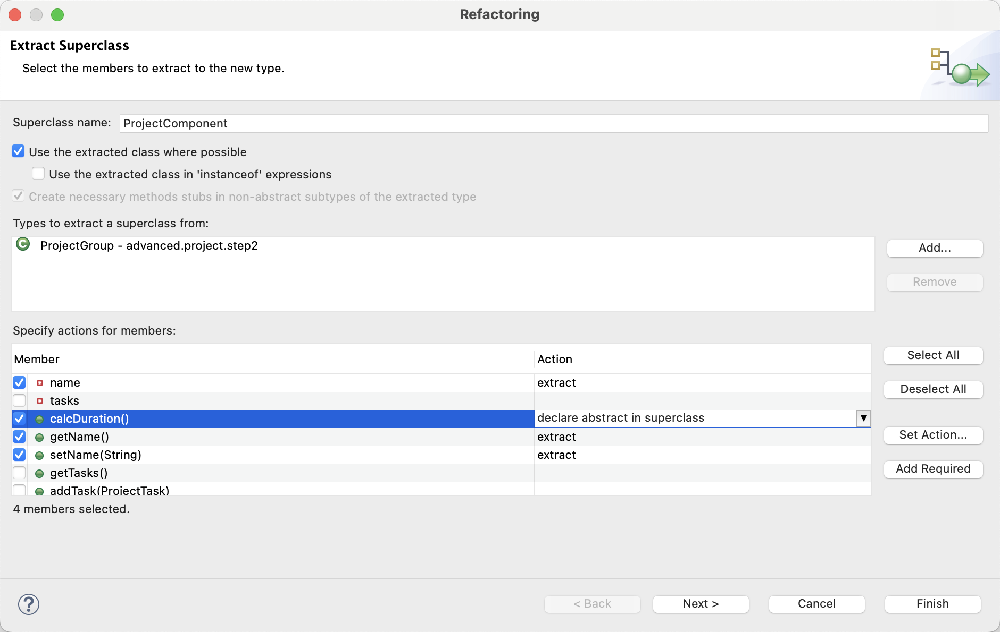 Refactoring
Extract Superclass
Select the members to extract to the new type.
Superclass name: ProjectComponent
Use the extracted class where possible
Use the extracted class in 'instanceof' expressions
Create necessary methods stubs in non-abstract subtypes of the extracted type
Types to extract a superclass from:
ProjectGroup - advanced.project.step2
Add...
Remove
Specify actions for members:
Member Action
name extract
tasks
calcDuration() declare abstract in superclass
getName() extract
setName(String) extract
getTasks()
addTask(ProjectTask)
Select All
Deselect All
Set Action...
Add Required
4 members selected.
? < Back Next > Cancel Finish